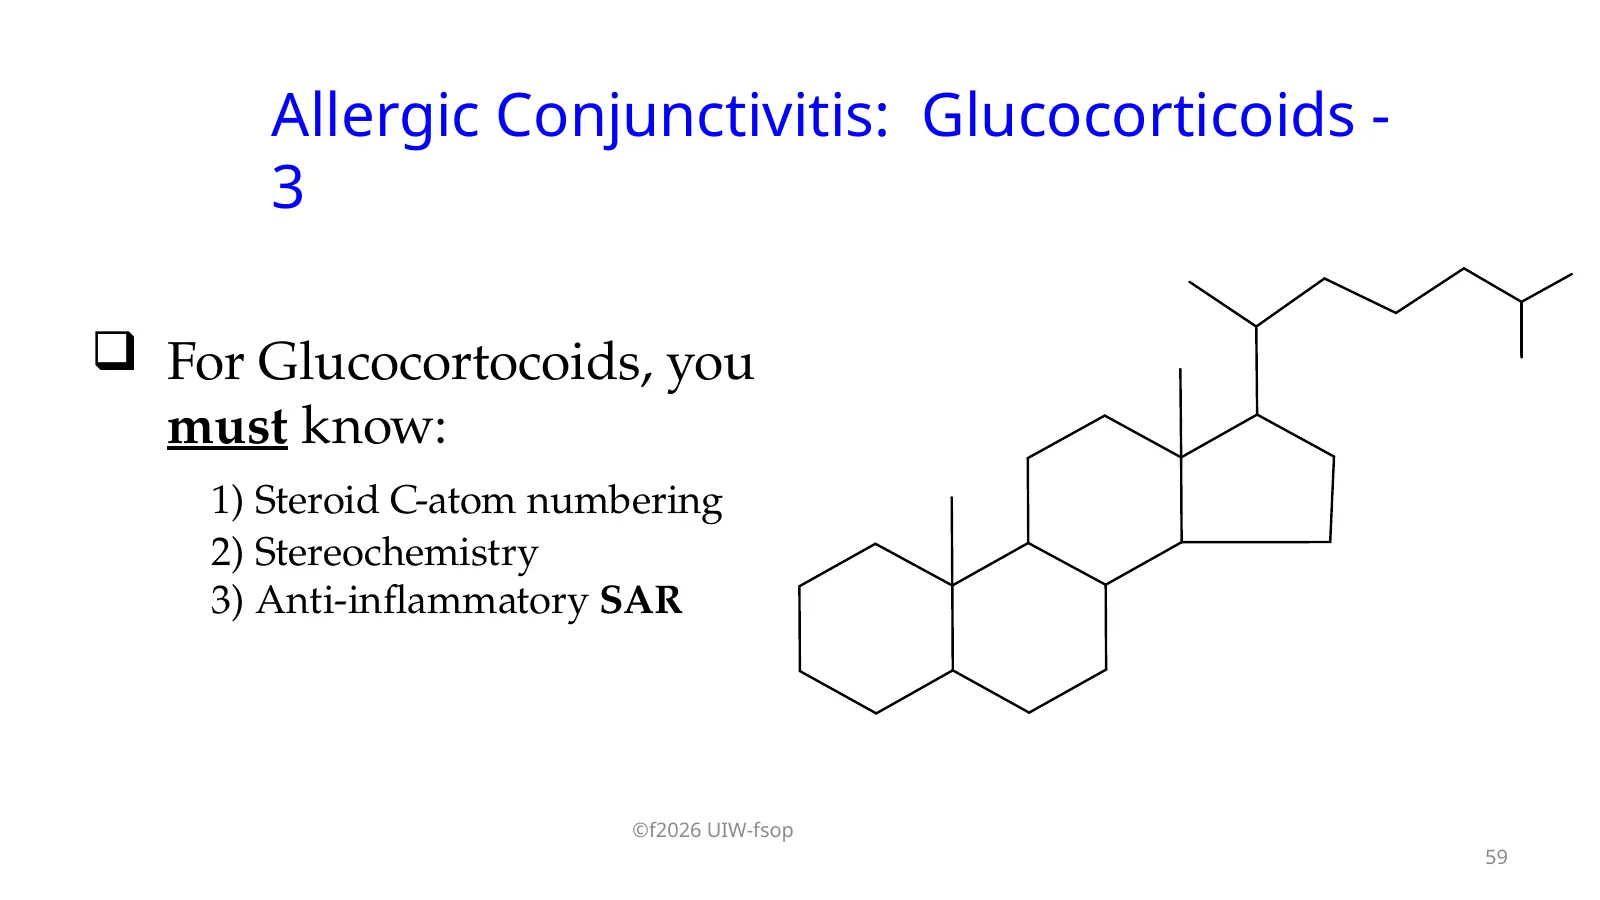 Allergic Conjunctivitis:  Glucocorticoids -
3
For Glucocortocoids, you
must know:
1) Steroid C-atom numbering
2) Stereochemistry
3) Anti-inflammatory SAR
©f2026 UIW-fsop
59